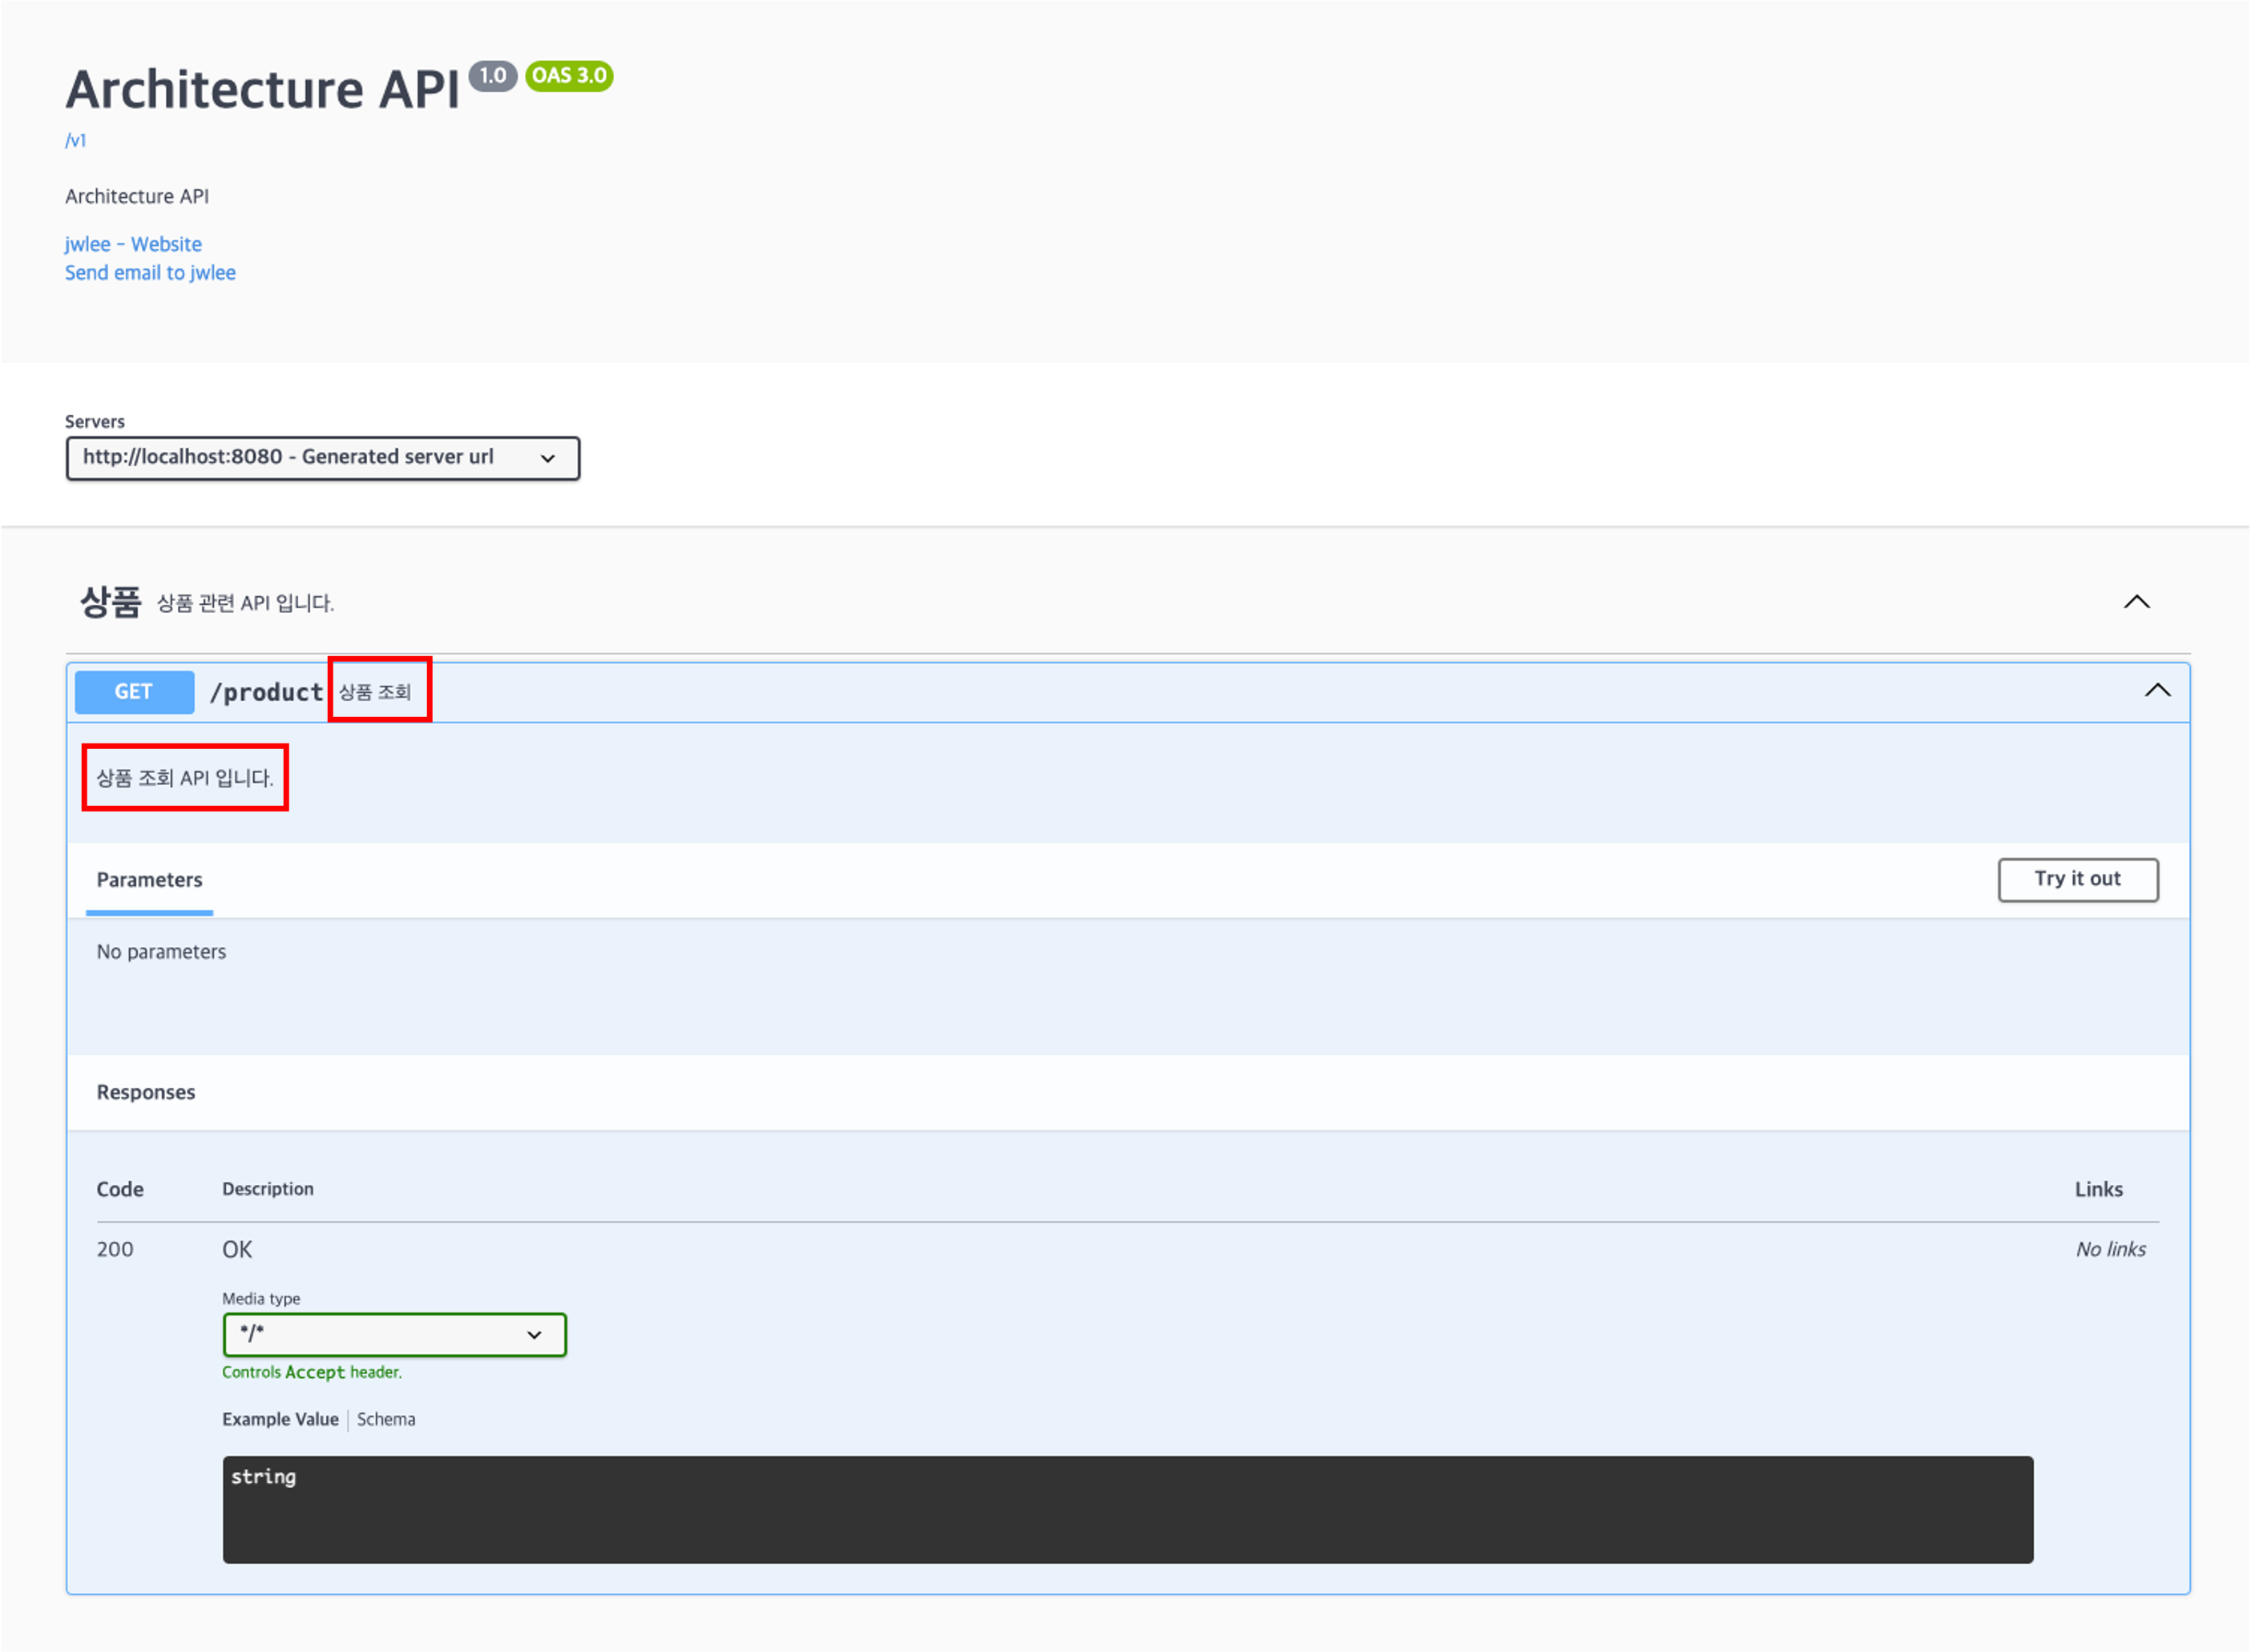 Architecture API 1.0 OAS 3.0
/v1
Architecture API
jwlee - Website
Send email to jwlee
Servers
http://localhost:8080 - Generated server url
상품 상품 관련 API 입니다.
GET /product 상품 조회
상품 조회 API 입니다.
Parameters Try it out
No parameters
Responses
Code Description Links
200 OK No links
Media type
*/*
Controls Accept header.
Example Value Schema
string